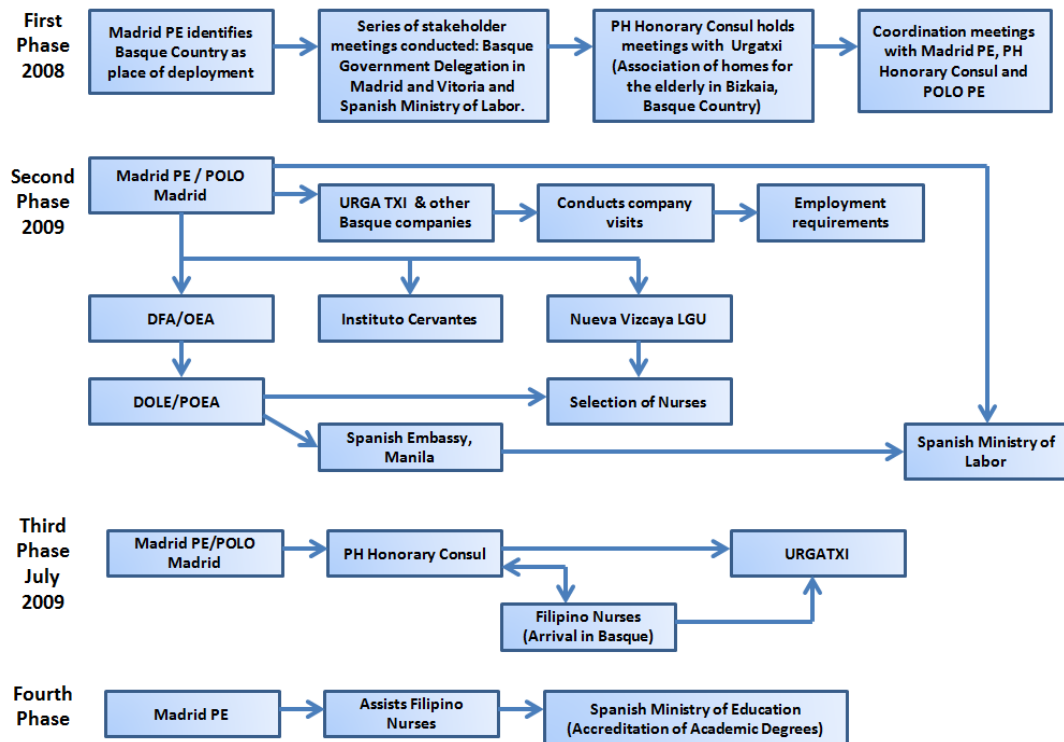 First
Phase
2008
Madrid PE identifies
Basque Country as
place of deployment
Series of stakeholder
meetings conducted: Basque
Government Delegation in
Madrid and Vitoria and
Spanish Ministry of Labor.
PH Honorary Consul holds
meetings with Urgatxi
(Association of homes for
the elderly in Bizkaia,
Basque Country)
Coordination meetings
with Madrid PE, PH
Honorary Consul and
POLO PE
Second
Phase
2009
Madrid PE / POLO
Madrid
URGA TXI & other
Basque companies
Conducts company
visits
Employment
requirements
DFA/OEA
Instituto Cervantes
Nueva Vizcaya LGU
DOLE/POEA
Selection of Nurses
Spanish Embassy,
Manila
Spanish Ministry of
Labor
Third
Phase
July
2009
Madrid PE/POLO
Madrid
PH Honorary Consul
URGATXI
Filipino Nurses
(Arrival in Basque)
Fourth
Phase
Madrid PE
Assists Filipino
Nurses
Spanish Ministry of Education
(Accreditation of Academic Degrees)